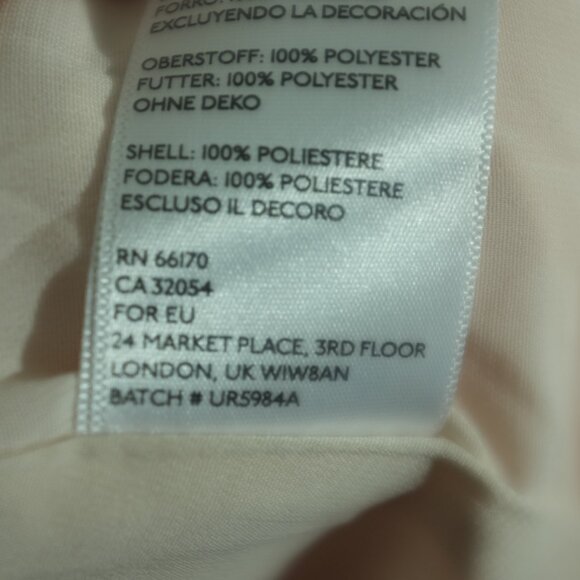 EXCLUYENDO LA DECORACIÓN
OBERSTOFF: 100% POLYESTER
FUTTER: 100% POLYESTER
OHNE DEKO
SHELL: 100% POLIESTERE
FODERA: 100% POLIESTERE
ESCLUSO IL DECORO
RN 66170
CA 32054
FOR EU
24 MARKET PLACE, 3RD FLOOR
LONDON, UK W1W8AN
BATCH # UR5984A